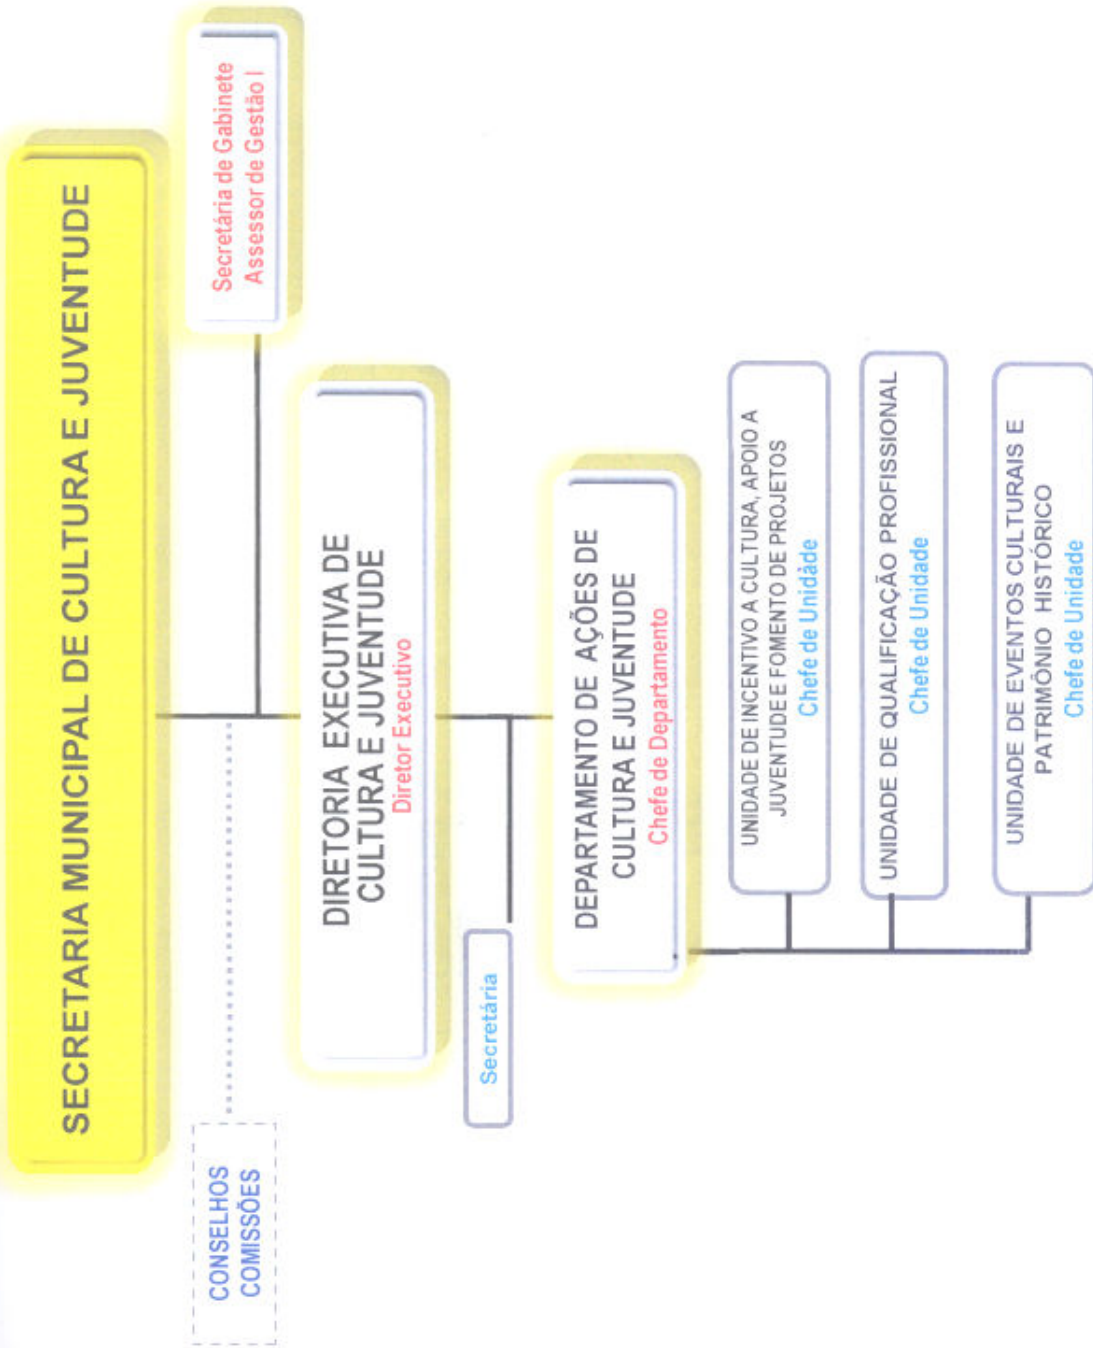 SECRETARIA MUNICIPAL DE CULTURA E JUVENTUDE
CONSELHOS
COMISSÕES
Secretária de Gabinete
Assessor de Gestão I
DIRETORIA EXECUTIVA DE
CULTURA E JUVENTUDE
Diretor Executivo
Secretária
DEPARTAMENTO DE AÇÕES DE
CULTURA E JUVENTUDE
Chefe de Departamento
UNIDADE DE INCENTIVO A CULTURA, APOIO A
JUVENTUDE FOMENTO DE PROJETOS
Chefe de Unidade
UNIDADE DE QUALIFICAÇÃO PROFISSIONAL
Chefe de Unidade
UNIDADE DE EVENTOS CULTURAIS E
PATRIMÔNIO HISTÓRICO
Chefe de Unidade